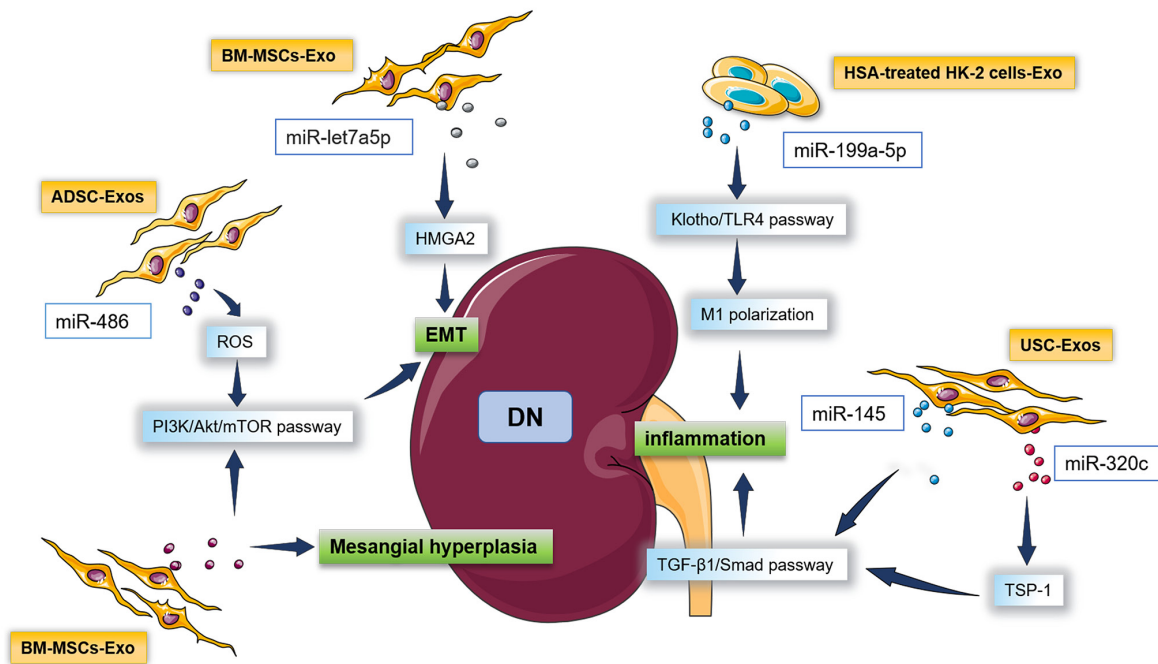 BM-MSCs-Exo
miR-let7a5p
HMGA2
EMT
ADSC-Exos
miR-486
ROS
PI3K/Akt/mTOR passway
BM-MSCs-Exo
Mesangial hyperplasia
DN
HSA-treated HK-2 cells-Exo
miR-199a-5p
Klotho/TLR4 passway
M1 polarization
inflammation
USC-Exos
miR-145
miR-320c
TSP-1
TGF-β1/Smad passway